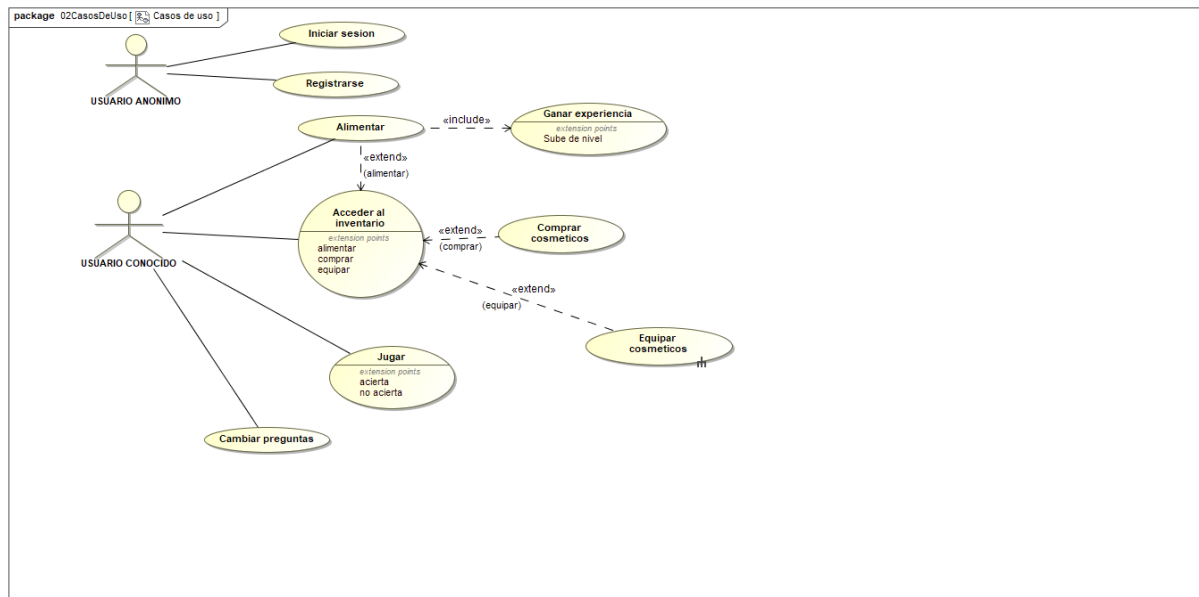 package 02CasosDeUso [ Casos de uso ]
Iniciar sesion
Registrarse
USUARIO ANONIMO
Alimentar
«include»
Ganar experiencia
extension points
Sube de nivel
«extend»
(alimentar)
Acceder al
inventario
extension points
alimentar
comprar
equipar
«extend»
(comprar)
Comprar
cosmeticos
USUARIO CONOCIDO
«extend»
(equipar)
Equipar
cosmeticos
Jugar
extension points
acierta
no acierta
Cambiar preguntas